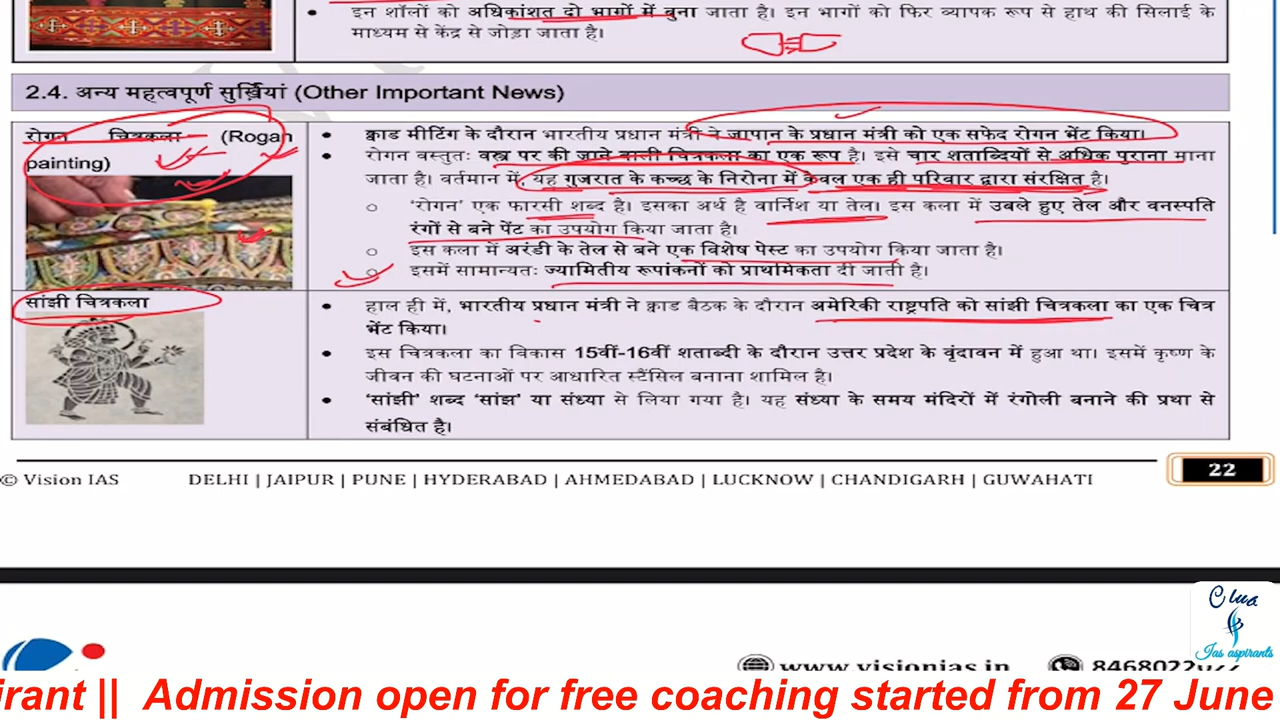 इन शॉलों को अधिकांशत दो भागों में बुना जाता है। इन भागों को फिर व्यापक रूप से हाथ की सिलाई के
माध्यम से केंद्र से जोड़ा जाता है।
2.4. अन्य महत्वपूर्ण सुर्ख़ियां (Other Important News)
रोगन चित्रकला (Rogan
painting)
क्वाड मीटिंग के दौरान भारतीय प्रधान मंत्री ने जापान के प्रधान मंत्री को एक सफेद रोगन भेंट किया।
रोगन वस्तुतः वस्त्र पर की जाने वाली चित्रकला का एक रूप है। इसे चार शताब्दियों से अधिक पुराना माना
जाता है। वर्तमान में, यह गुजरात के कच्छ के निरोना में केवल एक ही परिवार द्वारा संरक्षित है।
'रोगन' एक फारसी शब्द है। इसका अर्थ है वार्निश या तेल। इस कला में उबले हुए तेल और वनस्पति
रंगों से बने पेंट का उपयोग किया जाता है।
इस कला में अरंडी के तेल से बने एक विशेष पेस्ट का उपयोग किया जाता है।
इसमें सामान्यतः ज्यामितीय रूपांकनों को प्राथमिकता दी जाती है।
सांझी चित्रकला
हाल ही में, भारतीय प्रधान मंत्री ने क्वाड बैठक के दौरान अमेरिकी राष्ट्रपति को सांझी चित्रकला का एक चित्र
भेंट किया।
इस चित्रकला का विकास 15वीं-16वीं शताब्दी के दौरान उत्तर प्रदेश के वृंदावन में हुआ था। इसमें कृष्ण के
जीवन की घटनाओं पर आधारित स्टैंसिल बनाना शामिल है।
'सांझी' शब्द 'सांझ' या संध्या से लिया गया है। यह संध्या के समय मंदिरों में रंगोली बनाने की प्रथा से
संबंधित है।
© Vision IAS DELHI | JAIPUR | PUNE | HYDERABAD | AHMEDABAD | LUCKNOW | CHANDIGARH | GUWAHATI 22
Clue
Ias aspirants
www.visionias.in 8468022022
irant || Admission open for free coaching started from 27 June